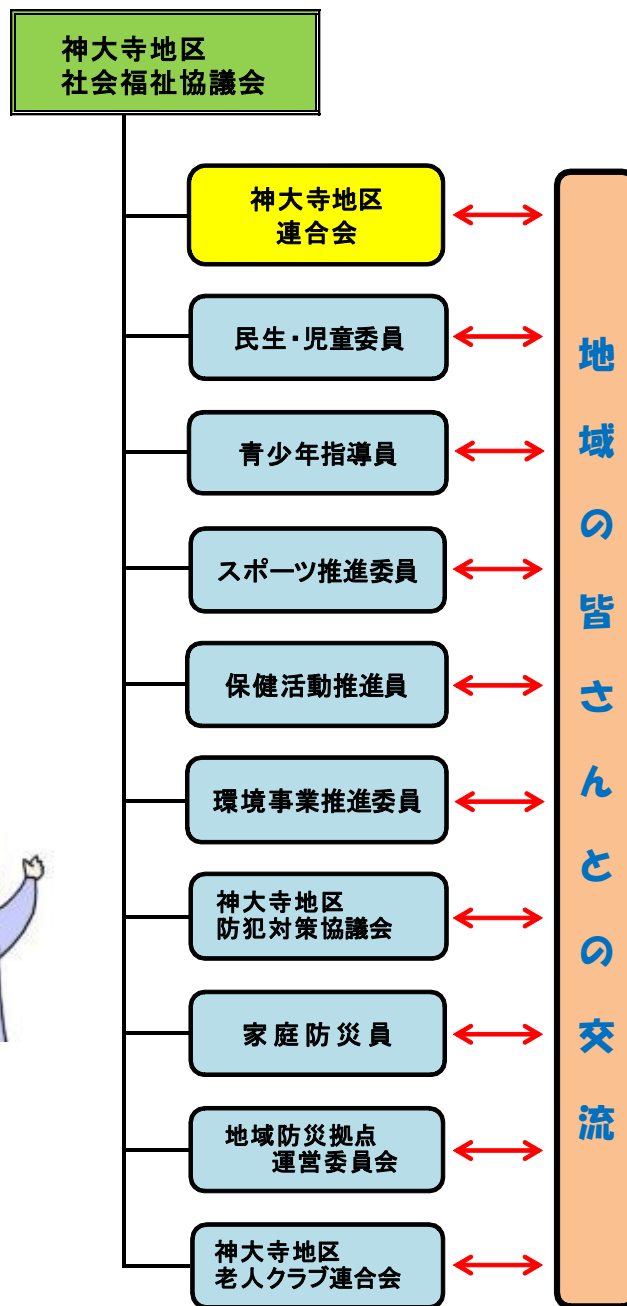 神大寺地区
社会福祉協議会
神大寺地区
連合会
民生・児童委員
青少年指導員
スポーツ推進委員
保健活動推進員
環境事業推進委員
神大寺地区
防犯対策協議会
家庭防災員
地域防災拠点
運営委員会
神大寺地区
老人クラブ連合会
地域の皆さんとの交流